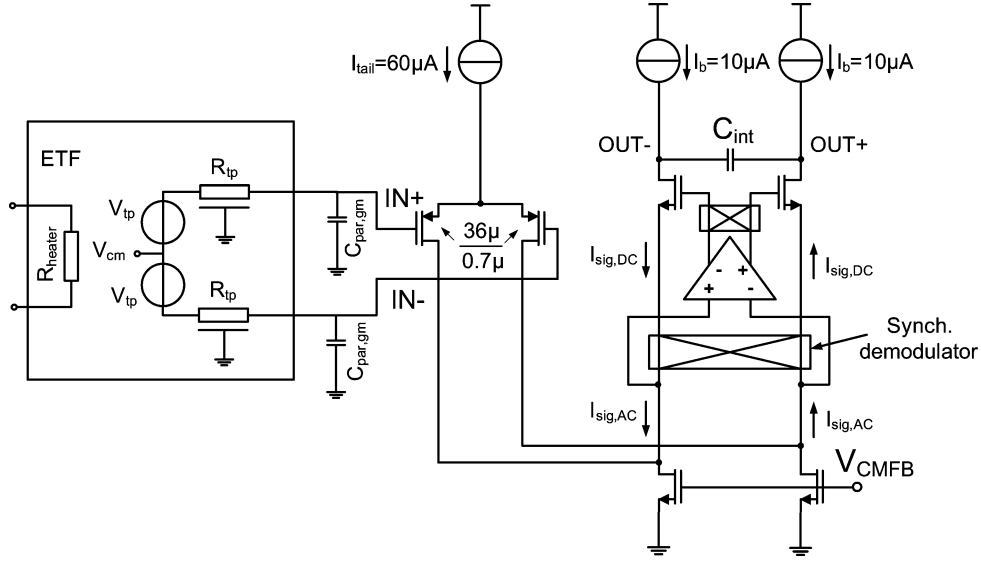 I_tail=60µA
I_b=10µA
I_b=10µA
OUT-
C_int
OUT+
ETF
R_tp
V_tp
V_cm
R_heater
V_tp
R_tp
C_par,gm
C_par,gm
IN+
IN-
36µ
0.7µ
I_sig,DC
I_sig,DC
- +
+ -
Synch.
demodulator
I_sig,AC
I_sig,AC
V_CMFB